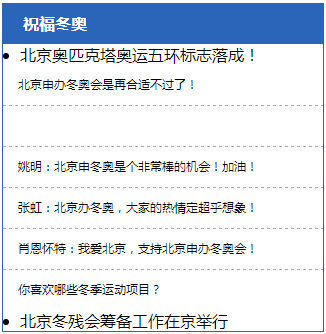 祝福冬奥
北京奥匹克塔奥运五环标志落成！
北京申办冬奥会是再合适不过了！
姚明：北京申冬奥是个非常棒的机会！加油！
张虹：北京办冬奥，大家的热情定超乎想象！
肖恩怀特：我爱北京，支持北京申办冬奥会！
你喜欢哪些冬季运动项目？
北京冬残会筹备工作在京举行